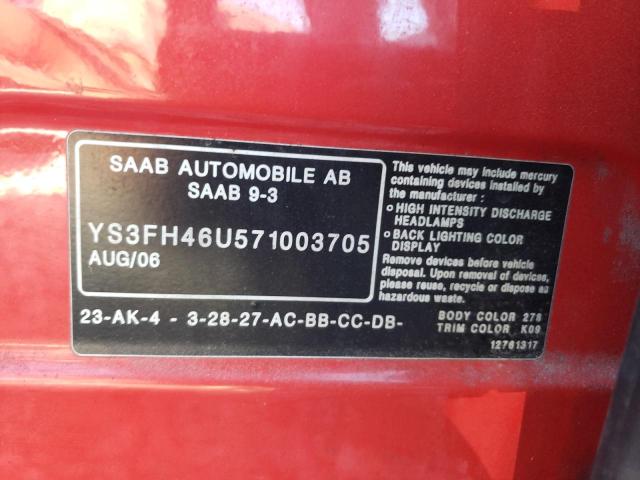 SAAB AUTOMOBILE AB
SAAB 9-3
YS3FH46U571003705
AUG/06
23-AK-4 - 3-28-27-AC-BB-CC-DB-
This vehicle may include mercury
containing devices installed by
the manufacturer:
HIGH INTENSITY DISCHARGE
HEADLAMPS
BACK LIGHTING COLOR
DISPLAY
Remove devices before vehicle
disposal. Upon removal of devices,
please reuse, recycle or dispose as
hazardous waste.
BODY COLOR 278
TRIM COLOR K09
12761317